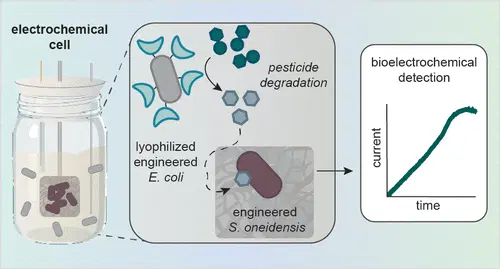 electrochemical
cell
pesticide
degradation
lyophilized
engineered
E. coli
engineered
S. oneidensis
bioelectrochemical
detection
current
time